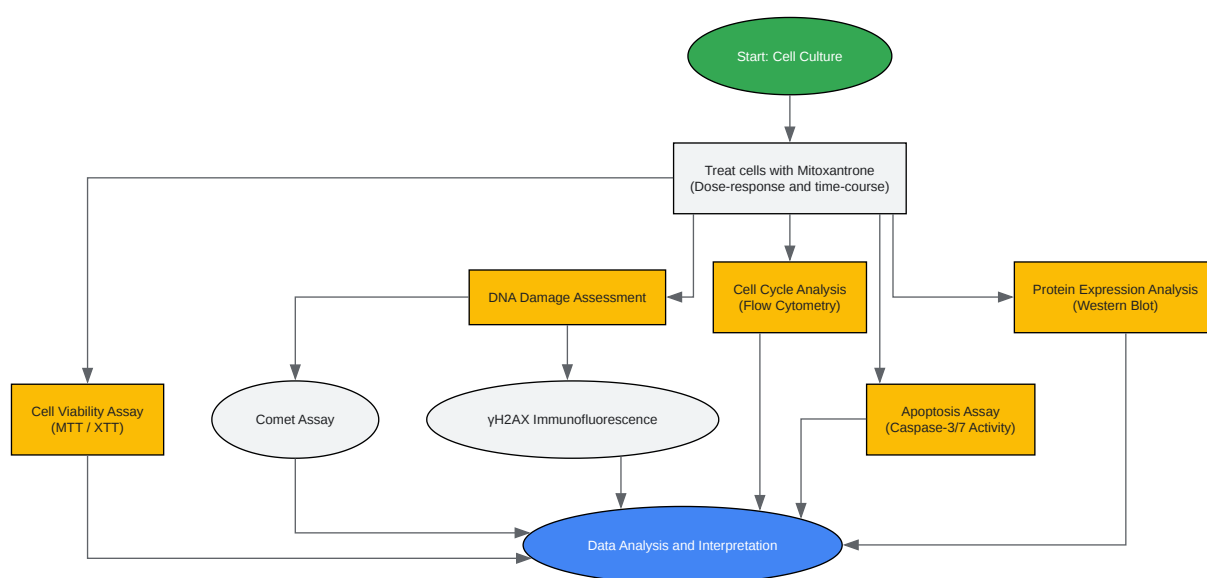 Start: Cell Culture
Treat cells with Mitoxantrone
(Dose-response and time-course)
DNA Damage Assessment
Cell Cycle Analysis
(Flow Cytometry)
Protein Expression Analysis
(Western Blot)
Cell Viability Assay
(MTT / XTT)
Comet Assay
γH2AX Immunofluorescence
Apoptosis Assay
(Caspase-3/7 Activity)
Data Analysis and Interpretation